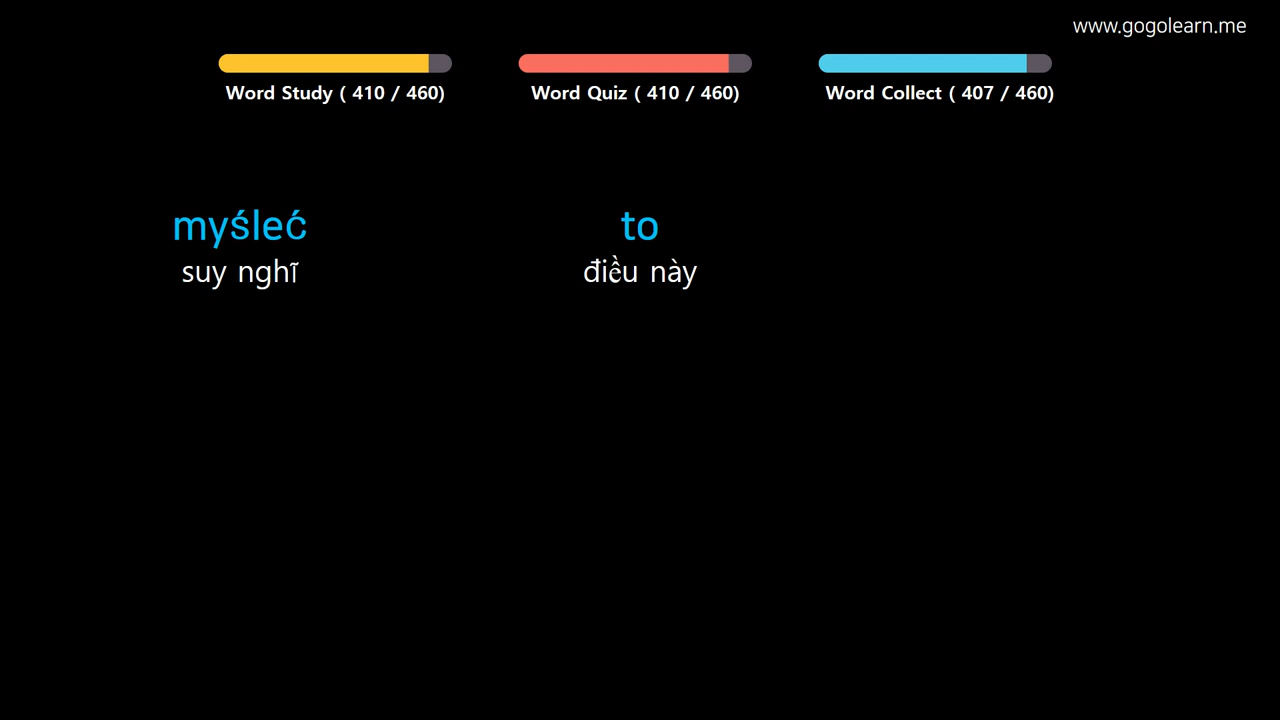 www.gogolearn.me
Word Study ( 410 / 460)
Word Quiz ( 410 / 460)
Word Collect ( 407 / 460)
myśleć
suy nghĩ
to
điều này